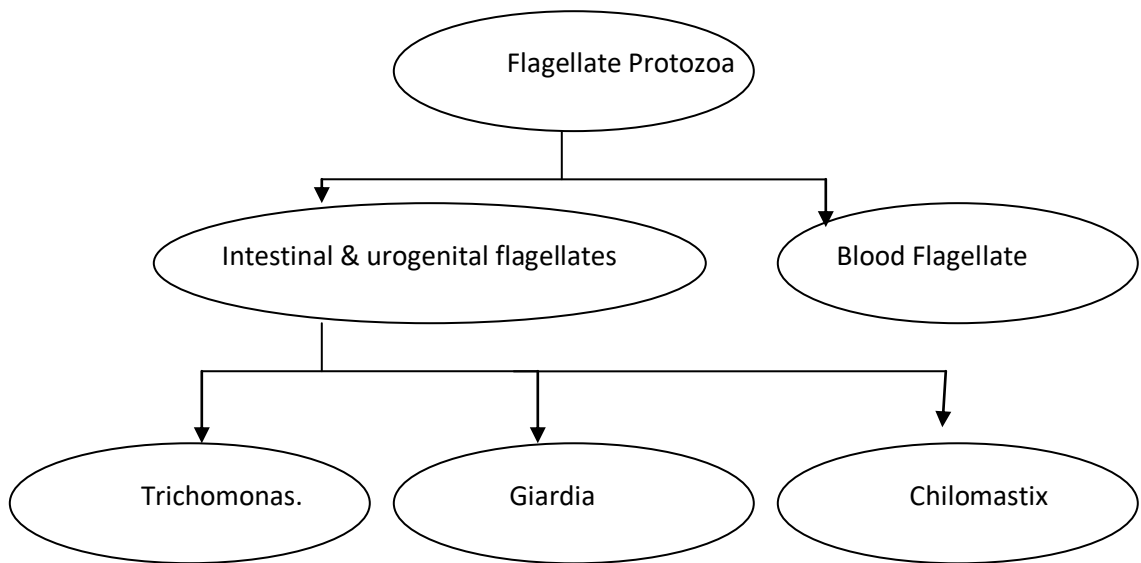 Flagellate Protozoa
Intestinal & urogenital flagellates
Blood Flagellate
Trichomonas.
Giardia
Chilomastix